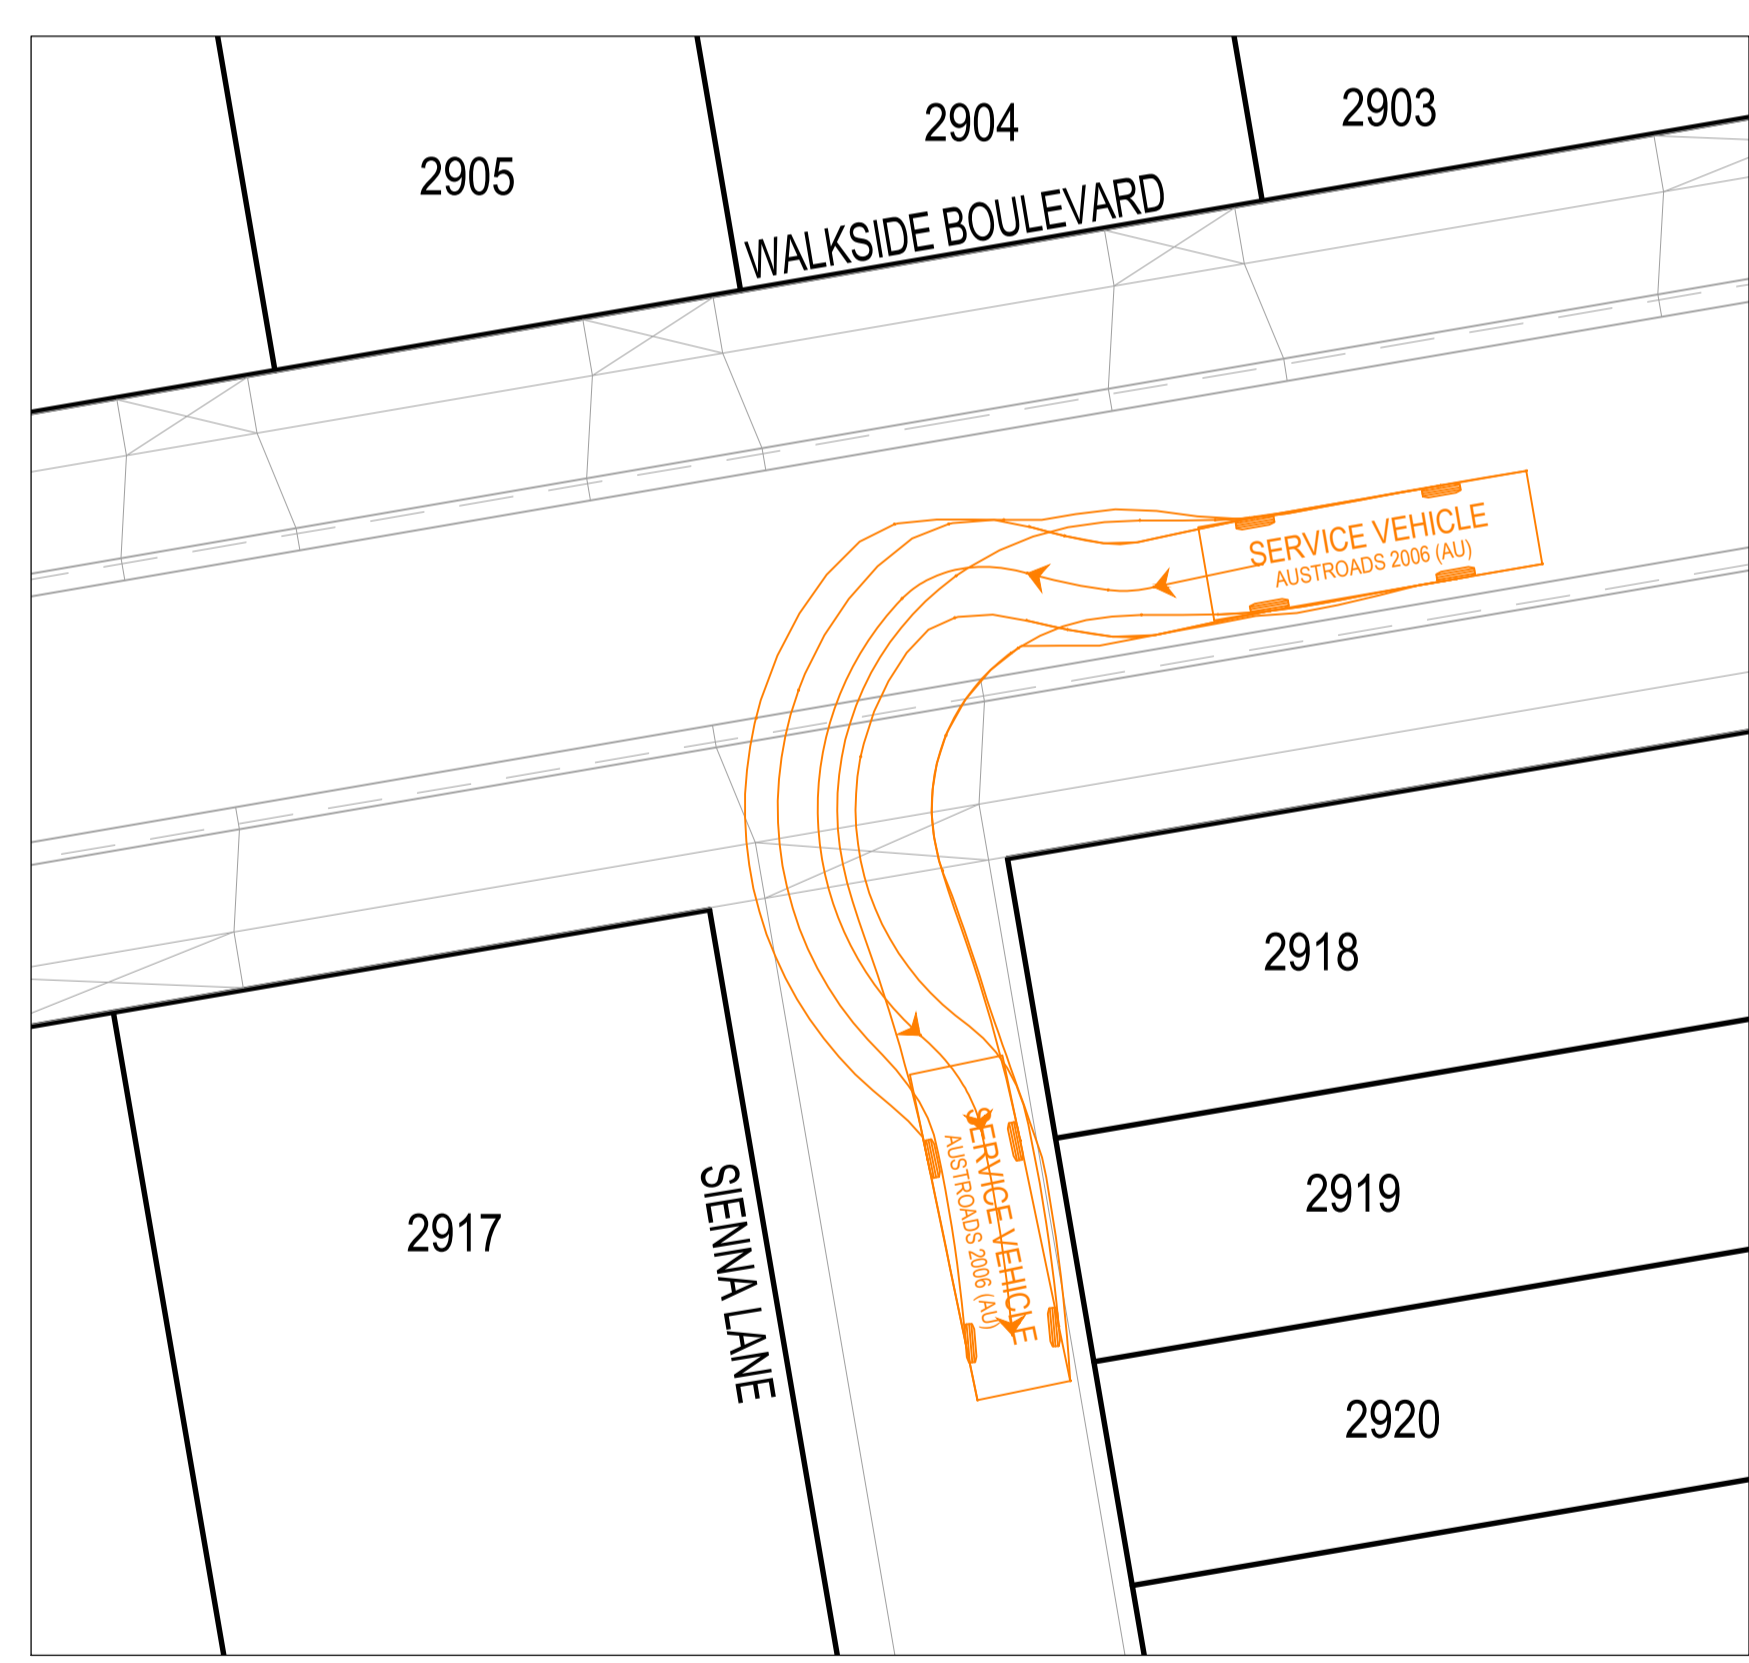 2903
2904
2905
WALKSIDE BOULEVARD
SERVICE VEHICLE
AUSTROADS 2006 (AU)
2918
2919
2917
SIENNA LANE
SERVICE VEHICLE
AUSTROADS 2006 (AU)
2920